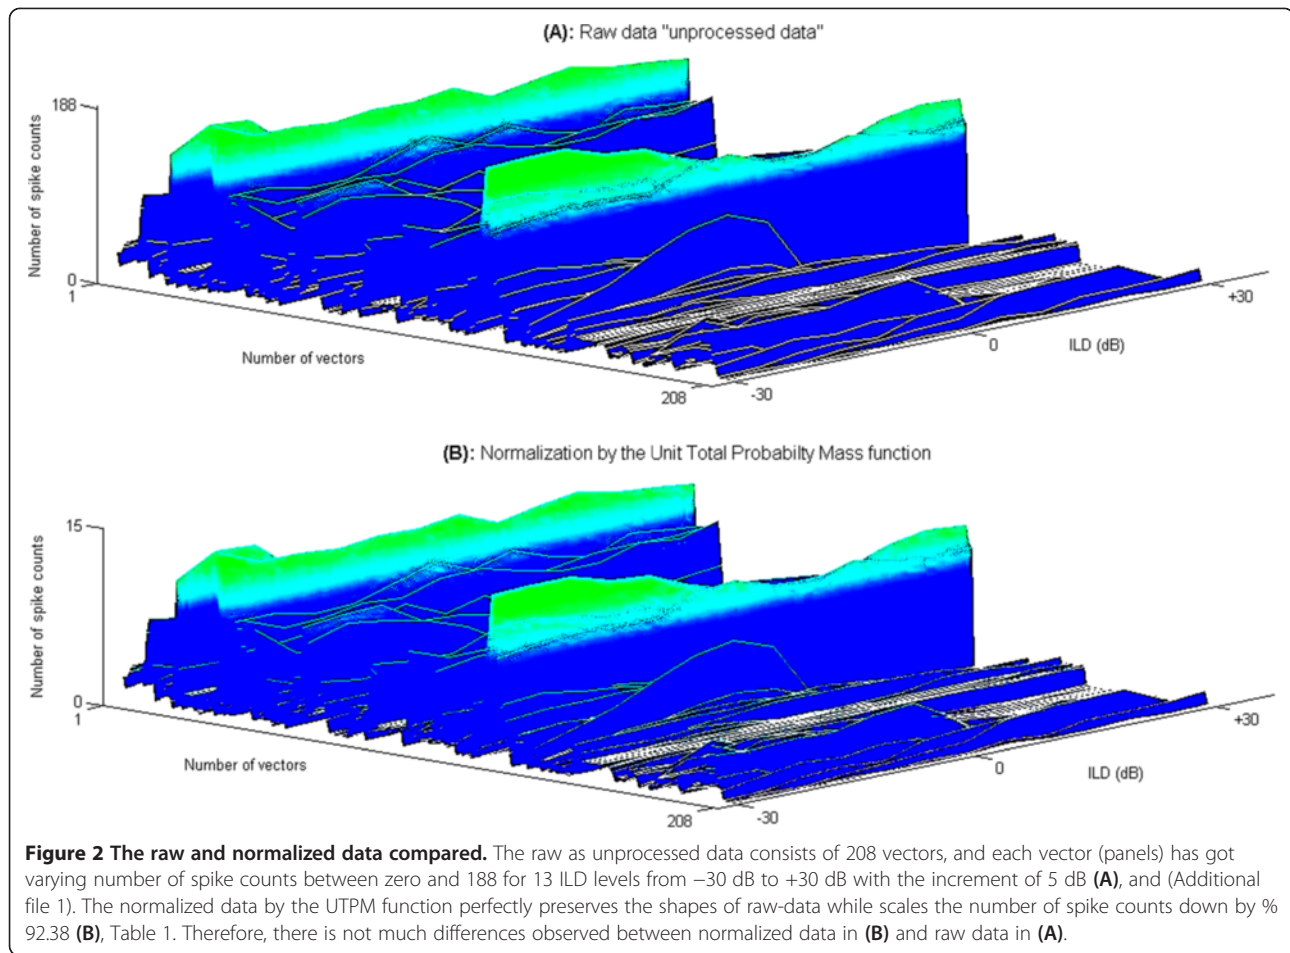 (A): Raw data "unprocessed data"
188
Number of spike counts
0
1
Number of vectors
208
-30
0
ILD (dB)
+30
(B): Normalization by the Unit Total Probabilty Mass function
15
Number of spike counts
0
1
Number of vectors
208
-30
0
ILD (dB)
+30
Figure 2 The raw and normalized data compared. The raw as unprocessed data consists of 208 vectors, and each vector (panels) has got
varying number of spike counts between zero and 188 for 13 ILD levels from −30 dB to +30 dB with the increment of 5 dB (A), and (Additional
file 1). The normalized data by the UTPM function perfectly preserves the shapes of raw-data while scales the number of spike counts down by %
92.38 (B), Table 1. Therefore, there is not much differences observed between normalized data in (B) and raw data in (A).